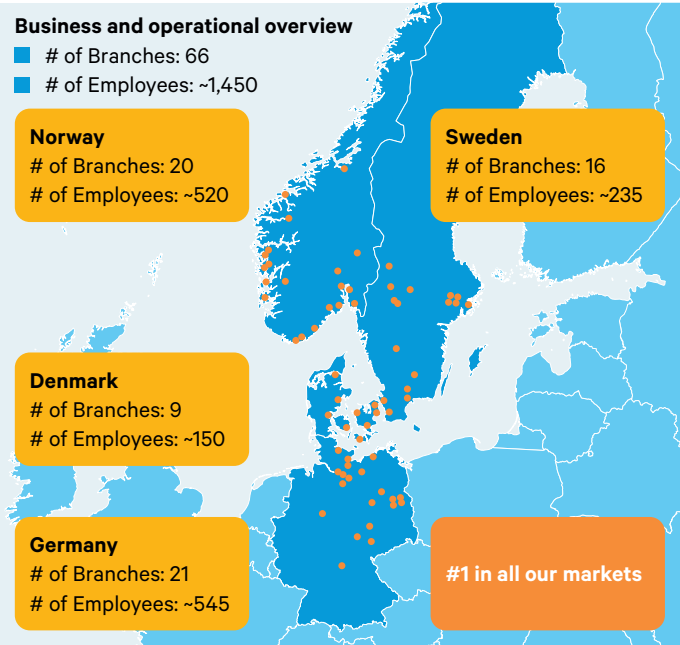 Business and operational overview
# of Branches: 66
# of Employees: ~1,450
Norway
# of Branches: 20
# of Employees: ~520
Sweden
# of Branches: 16
# of Employees: ~235
Denmark
# of Branches: 9
# of Employees: ~150
Germany
# of Branches: 21
# of Employees: ~545
#1 in all our markets